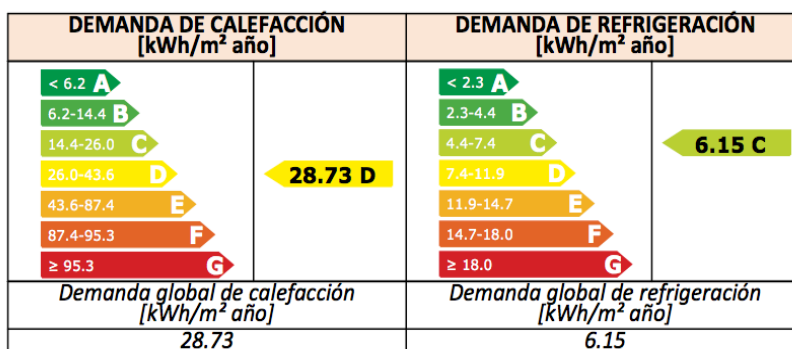 DEMANDA DE CALEFACCIÓN
[kWh/m² año]
< 6.2 A
6.2-14.4 B
14.4-26.0 C
26.0-43.6 D
43.6-87.4 E
87.4-95.3 F
≥ 95.3 G
28.73 D
Demanda global de calefacción
[kWh/m² año]
28.73
DEMANDA DE REFRIGERACIÓN
[kWh/m² año]
< 2.3 A
2.3-4.4 B
4.4-7.4 C
7.4-11.9 D
11.9-14.7 E
14.7-18.0 F
≥ 18.0 G
6.15 C
Demanda global de refrigeración
[kWh/m² año]
6.15